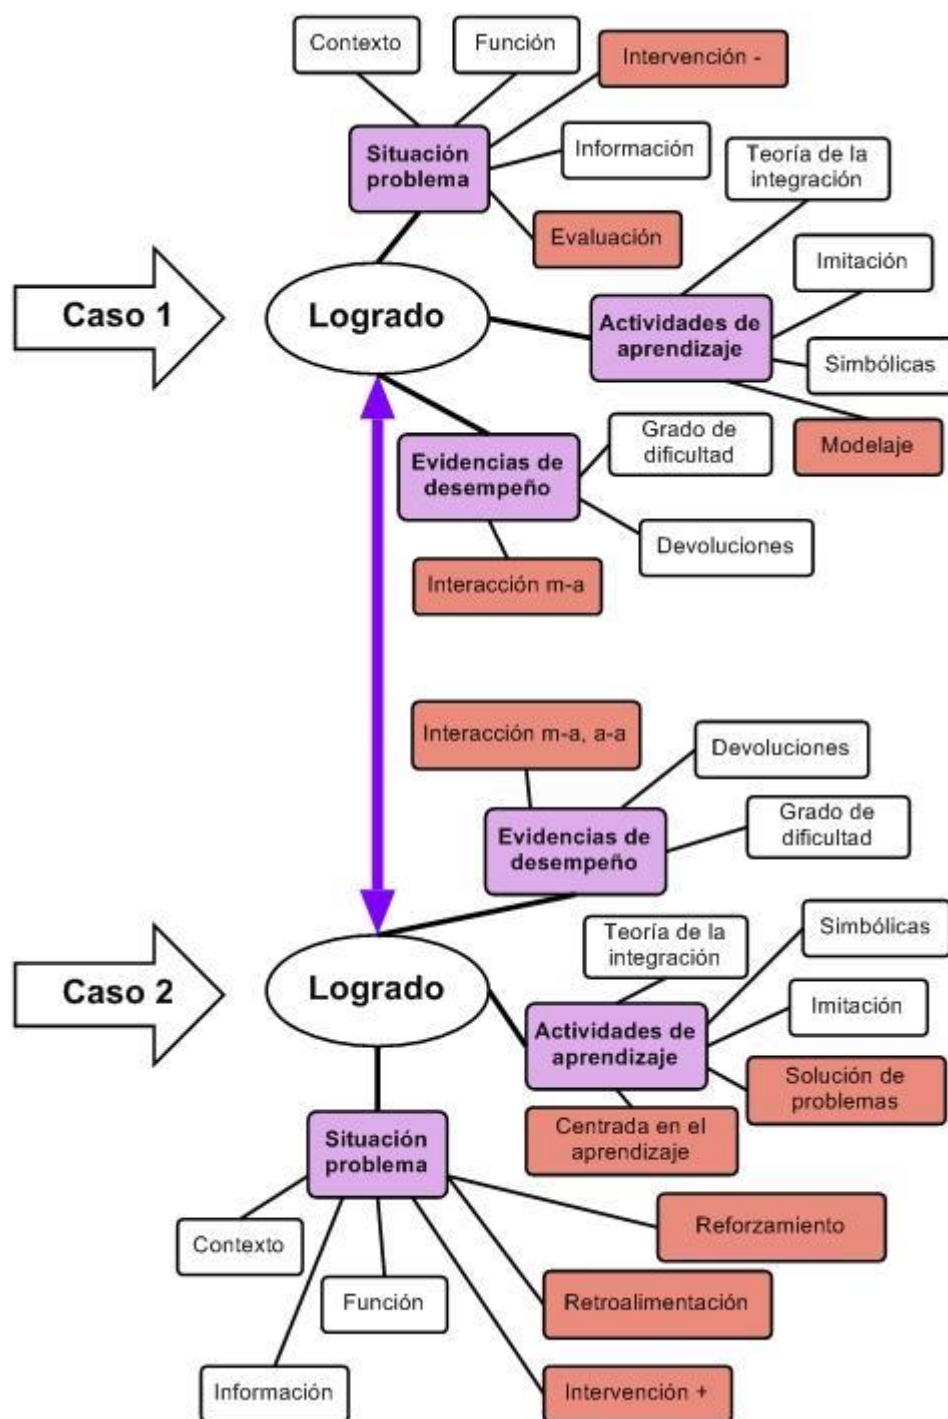 Contexto
Función
Intervención -
Situación
problema
Información
Teoría de la
integración
Evaluación
Imitación
Caso 1
Logrado
Actividades de
aprendizaje
Simbólicas
Grado de
dificultad
Modelaje
Evidencias de
desempeño
Devoluciones
Interacción m-a
Interacción m-a, a-a
Devoluciones
Evidencias de
desempeño
Grado de
dificultad
Teoría de la
integración
Simbólicas
Caso 2
Logrado
Imitación
Actividades de
aprendizaje
Solución de
problemas
Centrada en el
aprendizaje
Situación
problema
Reforzamiento
Contexto
Función
Retroalimentación
Información
Intervención +